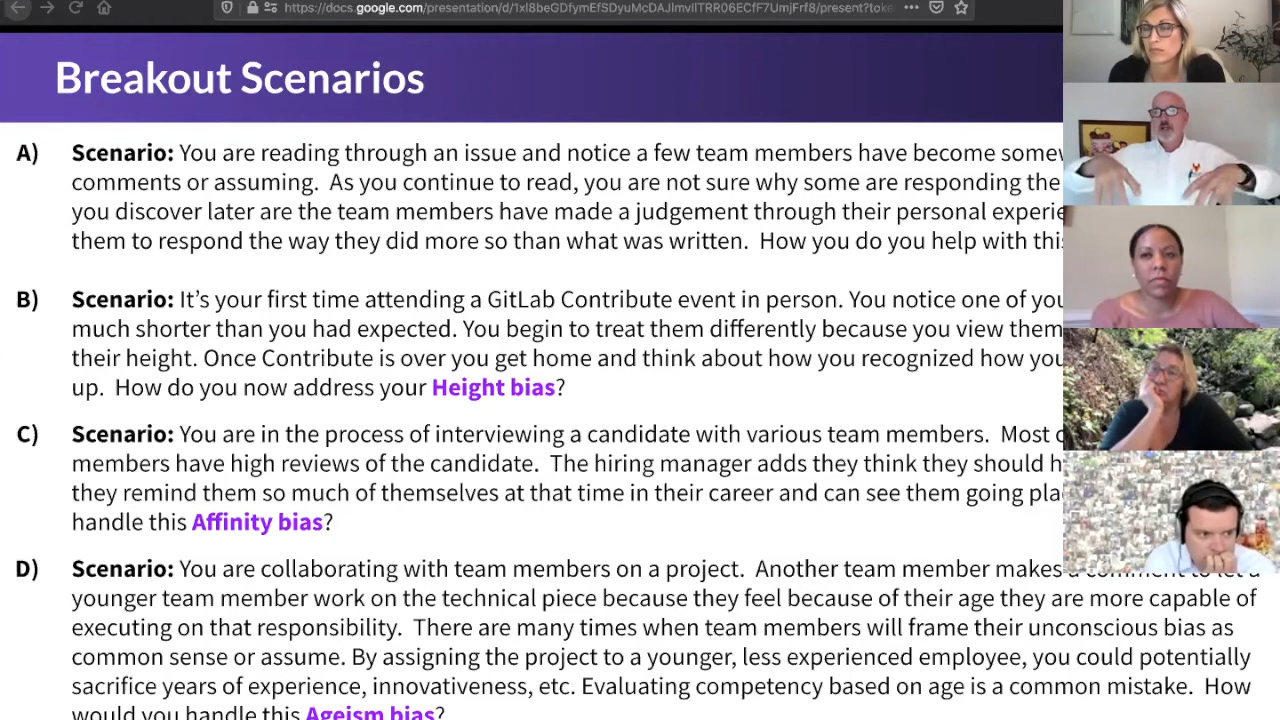 https://docs.google.com/presentation/d/1xl8beGDfymEfSDyuMcDAJlmvIlTRR06ECfF7UmjFrf8/present?toke
Breakout Scenarios
A) Scenario: You are reading through an issue and notice a few team members have become
comments or assuming. As you continue to read, you are not sure why some are responding the
you discover later are the team members have made a judgement through their personal
them to respond the way they did more so than what was written. How you do you help with
B) Scenario: It's your first time attending a GitLab Contribute event in person. You notice one of
much shorter than you had expected. You begin to treat them differently because you view them
their height. Once Contribute is over you get home and think about how you recognized how
up. How do you now address your Height bias?
C) Scenario: You are in the process of interviewing a candidate with various team members. Most
members have high reviews of the candidate. The hiring manager adds they think they should
they remind them so much of themselves at that time in their career and can see them going
handle this Affinity bias?
D) Scenario: You are collaborating with team members on a project. Another team member makes a comment to let a
younger team member work on the technical piece because they feel because of their age they are more capable of
executing on that responsibility. There are many times when team members will frame their unconscious bias as
common sense or assume. By assigning the project to a younger, less experienced employee, you could potentially
sacrifice years of experience, innovativeness, etc. Evaluating competency based on age is a common mistake. How
would you handle this Ageism bias?